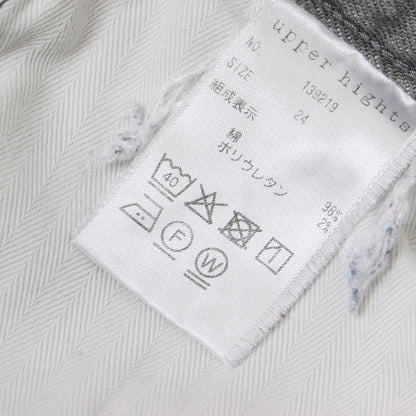 upper hights
NO. 139219
SIZE 24
組成表示
綿 98%
ポリウレタン 2%
40
F W